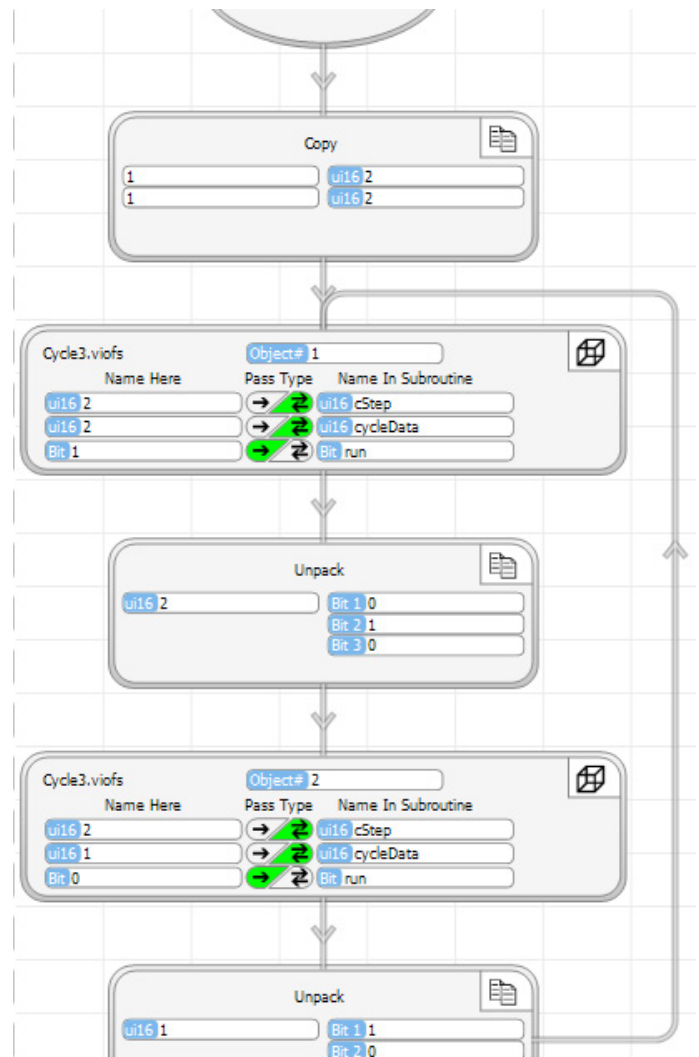 Copy
1 ui16 2
1 ui16 2
Cycle3.viofs Object# 1
Name Here Pass Type Name In Subroutine
ui16 2 ui16 cStep
ui16 2 ui16 cycleData
Bit 1 Bit run
Unpack
ui16 2 Bit 1 0
Bit 2 1
Bit 3 0
Cycle3.viofs Object# 2
Name Here Pass Type Name In Subroutine
ui16 2 ui16 cStep
ui16 1 ui16 cycleData
Bit 0 Bit run
Unpack
ui16 1 Bit 1 1
Bit 2 0